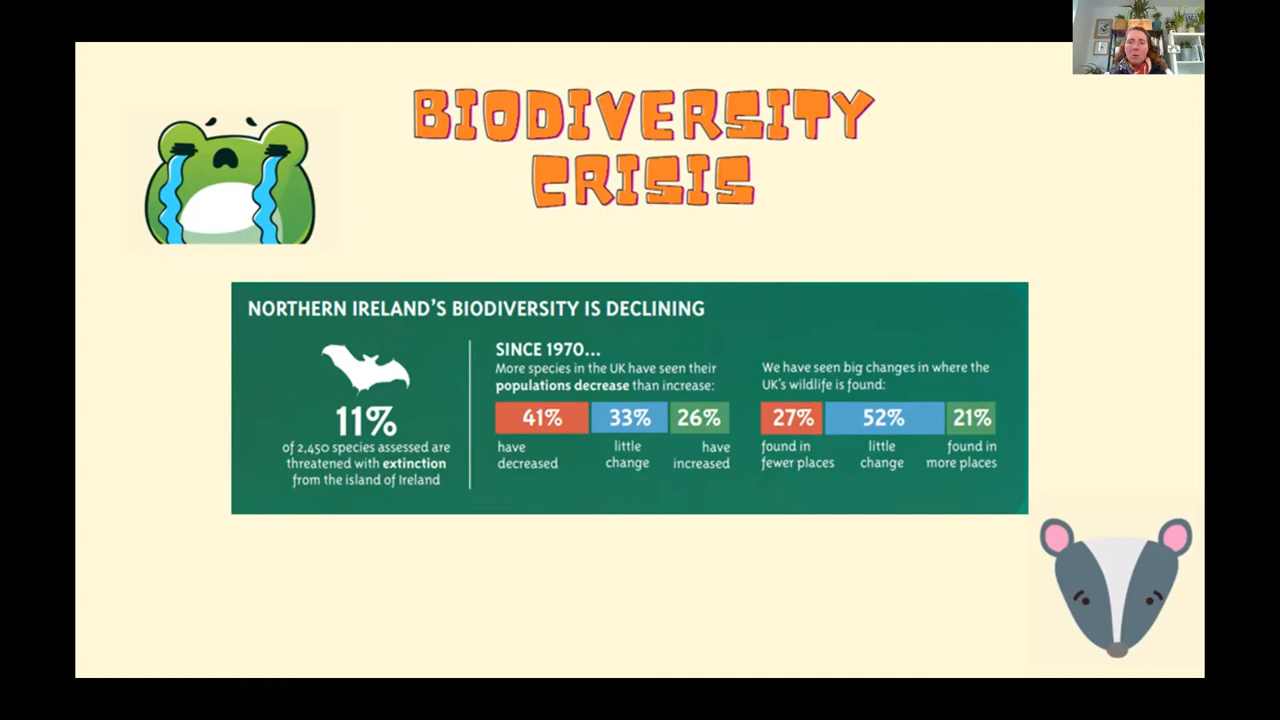 BIODIVERSITY
CRISIS
NORTHERN IRELAND'S BIODIVERSITY IS DECLINING
11%
of 2,450 species assessed are
threatened with extinction
from the island of Ireland
SINCE 1970...
More species in the UK have seen their
populations decrease than increase:
41% 33% 26%
have decreased
little change
have increased
We have seen big changes in where the
UK's wildlife is found:
27% 52% 21%
found in fewer places
little change
found in more places